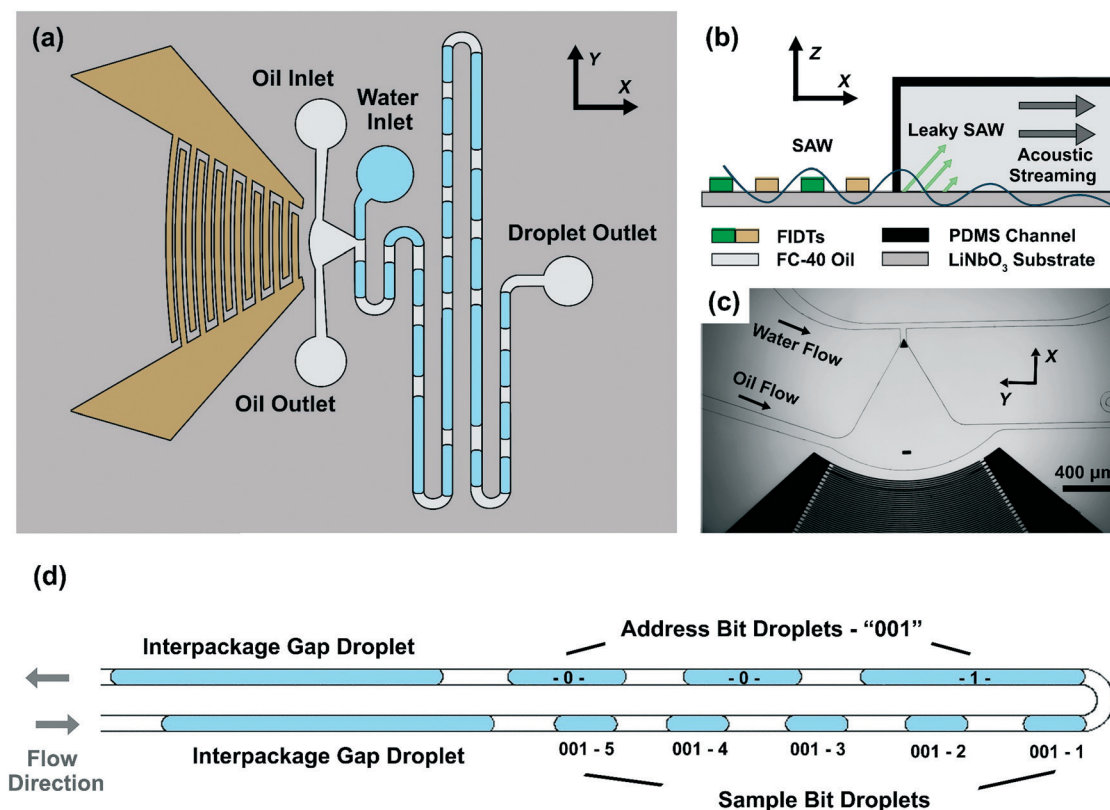 (a)
Oil Inlet
Water
Inlet
Y
X
Droplet Outlet
Oil Outlet
(b)
Z
X
SAW
Leaky SAW
Acoustic
Streaming
FIDTs
PDMS Channel
FC-40 Oil
LiNbO₃ Substrate
(c)
Water Flow
Oil Flow
X
Y
400 μm
(d)
Interpackage Gap Droplet
Address Bit Droplets - “001”
- 0 -
- 0 -
- 1 -
Flow
Direction
Interpackage Gap Droplet
001 - 5
001 - 4
001 - 3
001 - 2
001 - 1
Sample Bit Droplets